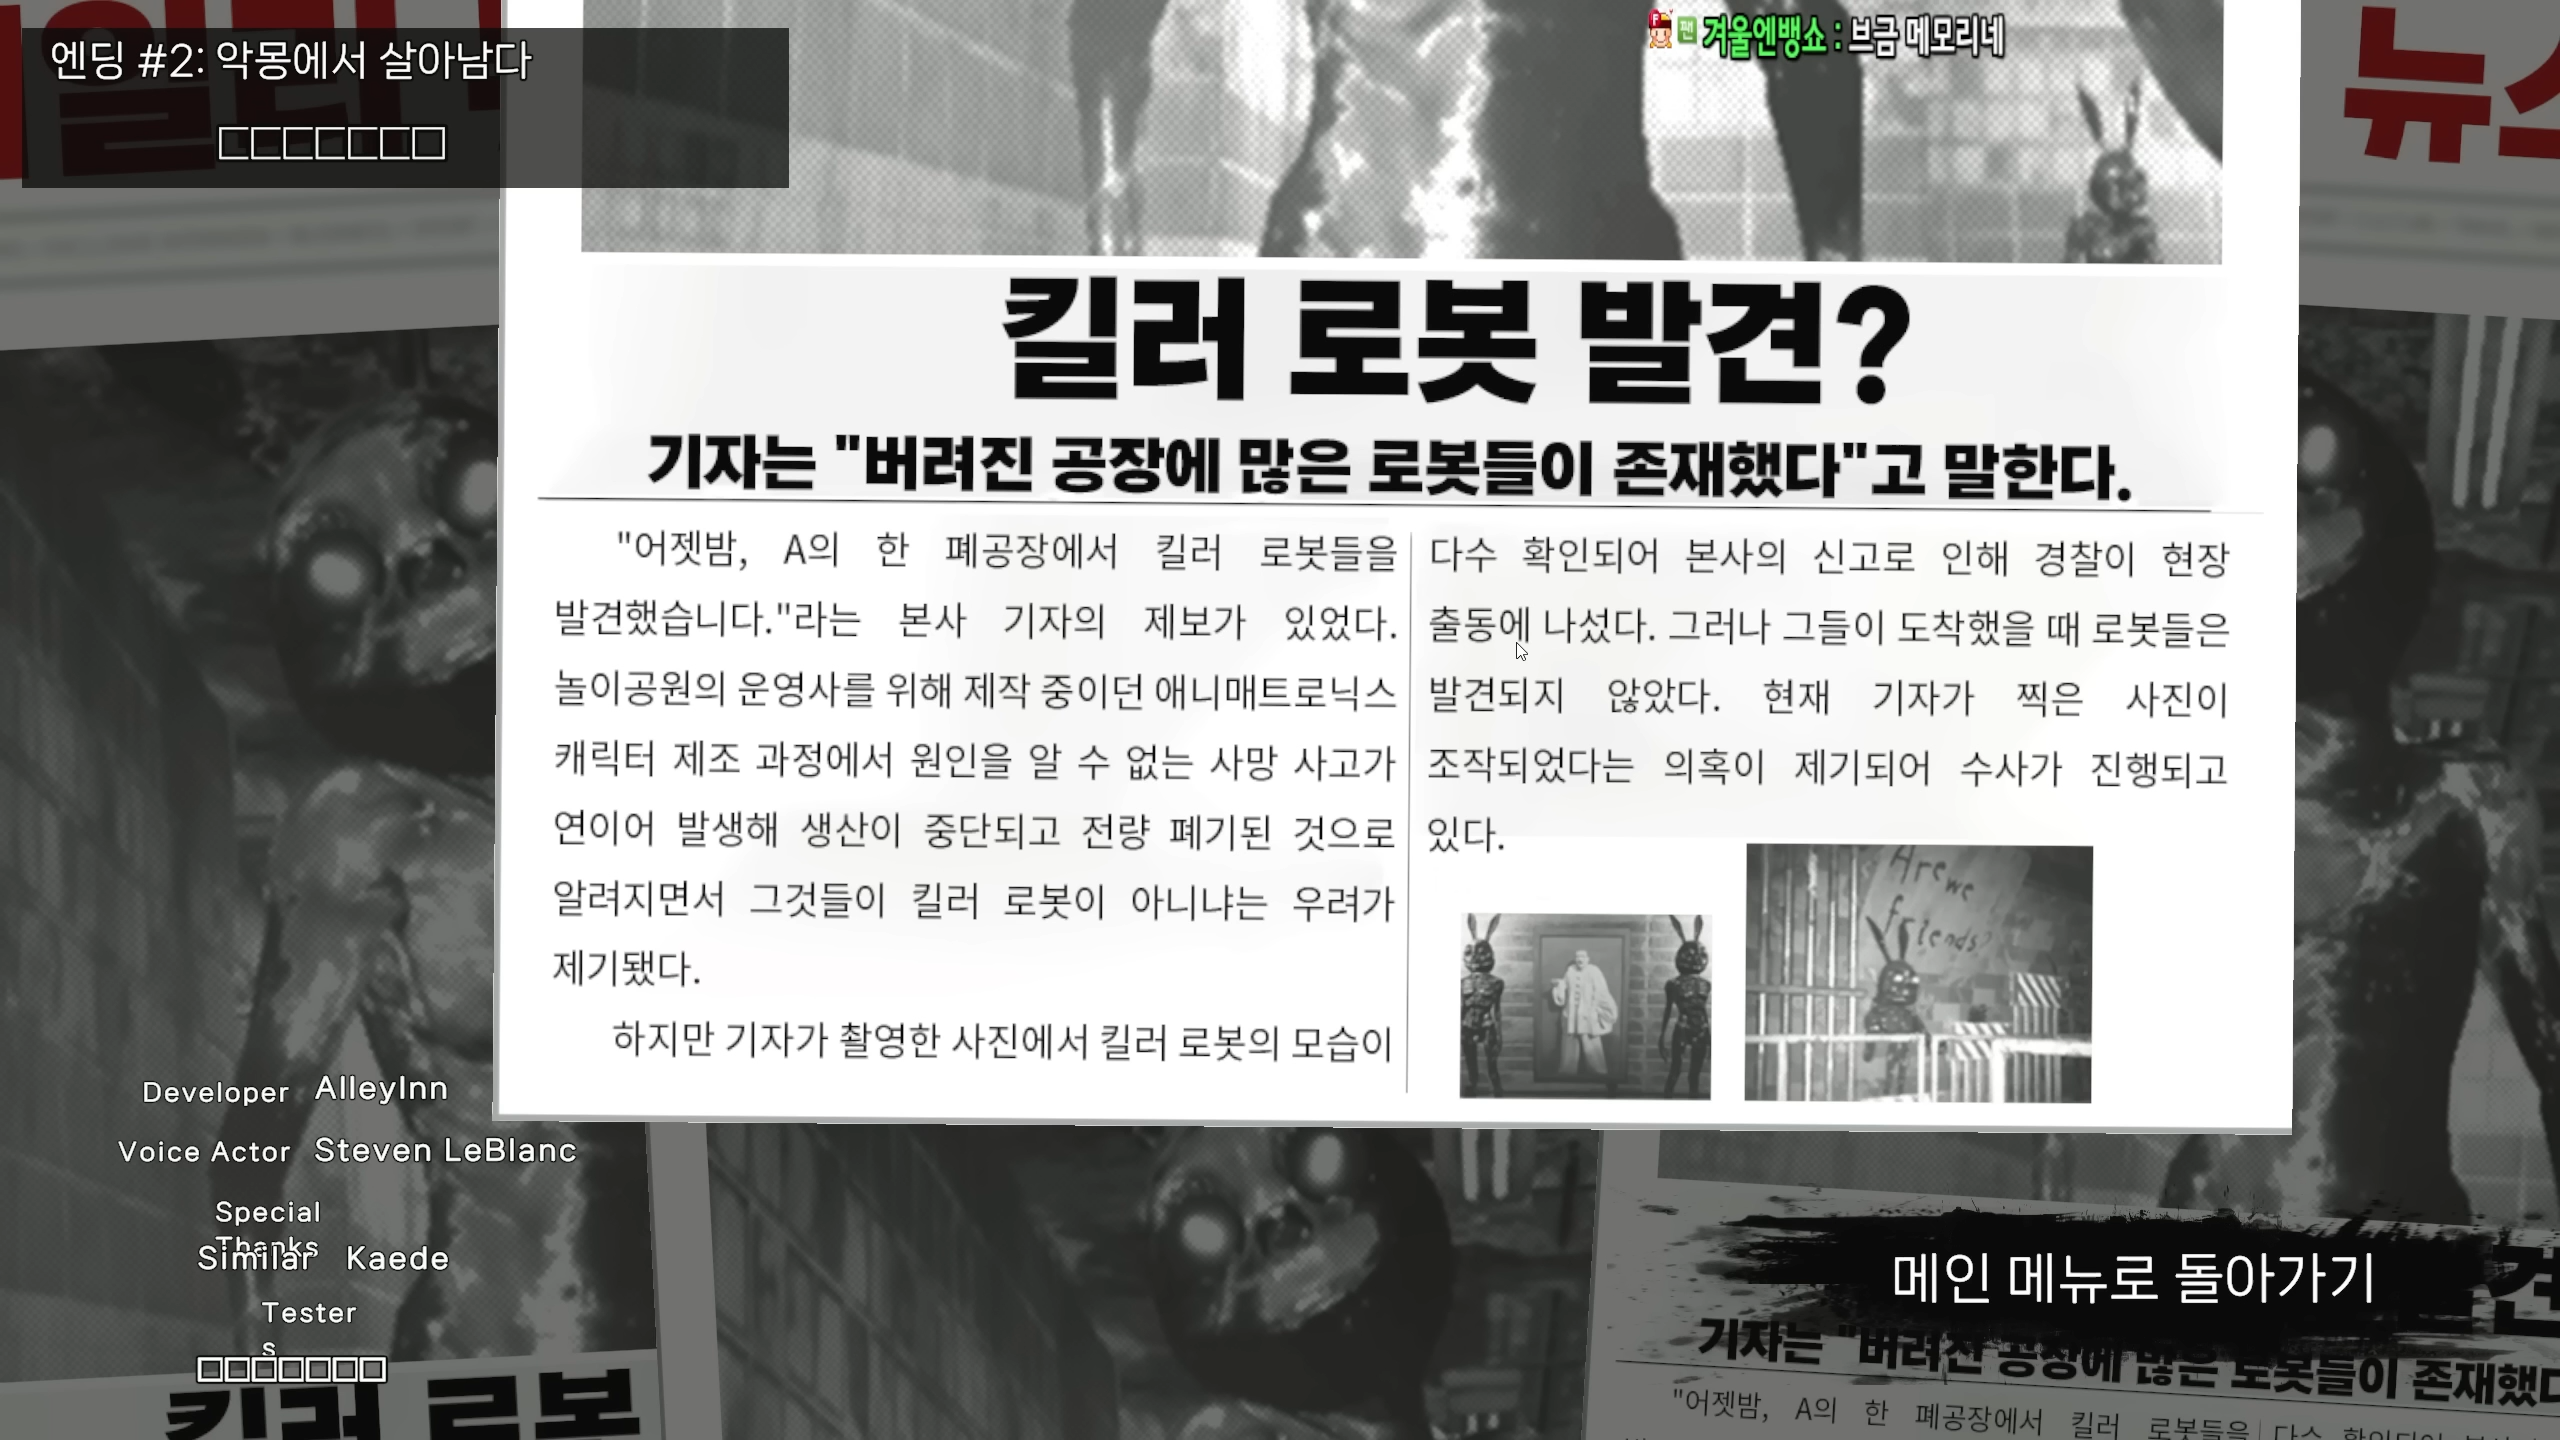 엔딩 #2: 악몽에서 살아남다
팬 겨울엔뱅쇼 : 브금 메모리네
뉴스
킬러 로봇 발견?
기자는 "버려진 공장에 많은 로봇들이 존재했다"고 말한다.
"어젯밤, A의 한 폐공장에서 킬러 로봇들을
발견했습니다."라는 본사 기자의 제보가 있었다.
놀이공원의 운영사를 위해 제작 중이던 애니매트로닉스
캐릭터 제조 과정에서 원인을 알 수 없는 사망 사고가
연이어 발생해 생산이 중단되고 전량 폐기된 것으로
알려지면서 그것들이 킬러 로봇이 아니냐는 우려가
제기됐다.
하지만 기자가 촬영한 사진에서 킬러 로봇의 모습이
다수 확인되어 본사의 신고로 인해 경찰이 현장
출동에 나섰다. 그러나 그들이 도착했을 때 로봇들은
발견되지 않았다. 현재 기자가 찍은 사진이
조작되었다는 의혹이 제기되어 수사가 진행되고
있다.
Are we
friends?
Developer AlleyInn
Voice Actor Steven LeBlanc
Special
Thanks
Similar Kaede
Tester
s
메인 메뉴로 돌아가기
킬러 로봇
기자는 "버려진 공장에 많은 로봇들이 존재했다
"어젯밤, A의 한 폐공장에서 킬러 로봇들을